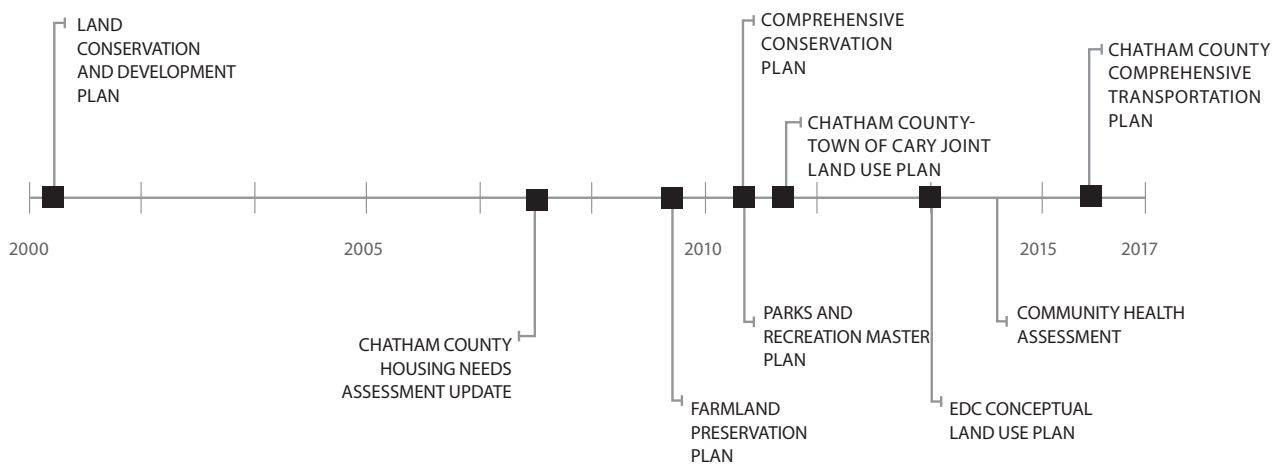 LAND
CONSERVATION
AND DEVELOPMENT
PLAN
COMPREHENSIVE
CONSERVATION
PLAN
CHATHAM COUNTY-
TOWN OF CARY JOINT
LAND USE PLAN
CHATHAM COUNTY
COMPREHENSIVE
TRANSPORTATION
PLAN
2000
2005
2010
2015
2017
CHATHAM COUNTY
HOUSING NEEDS
ASSESSMENT UPDATE
FARMLAND
PRESERVATION
PLAN
PARKS AND
RECREATION MASTER
PLAN
EDC CONCEPTUAL
LAND USE PLAN
COMMUNITY HEALTH
ASSESSMENT